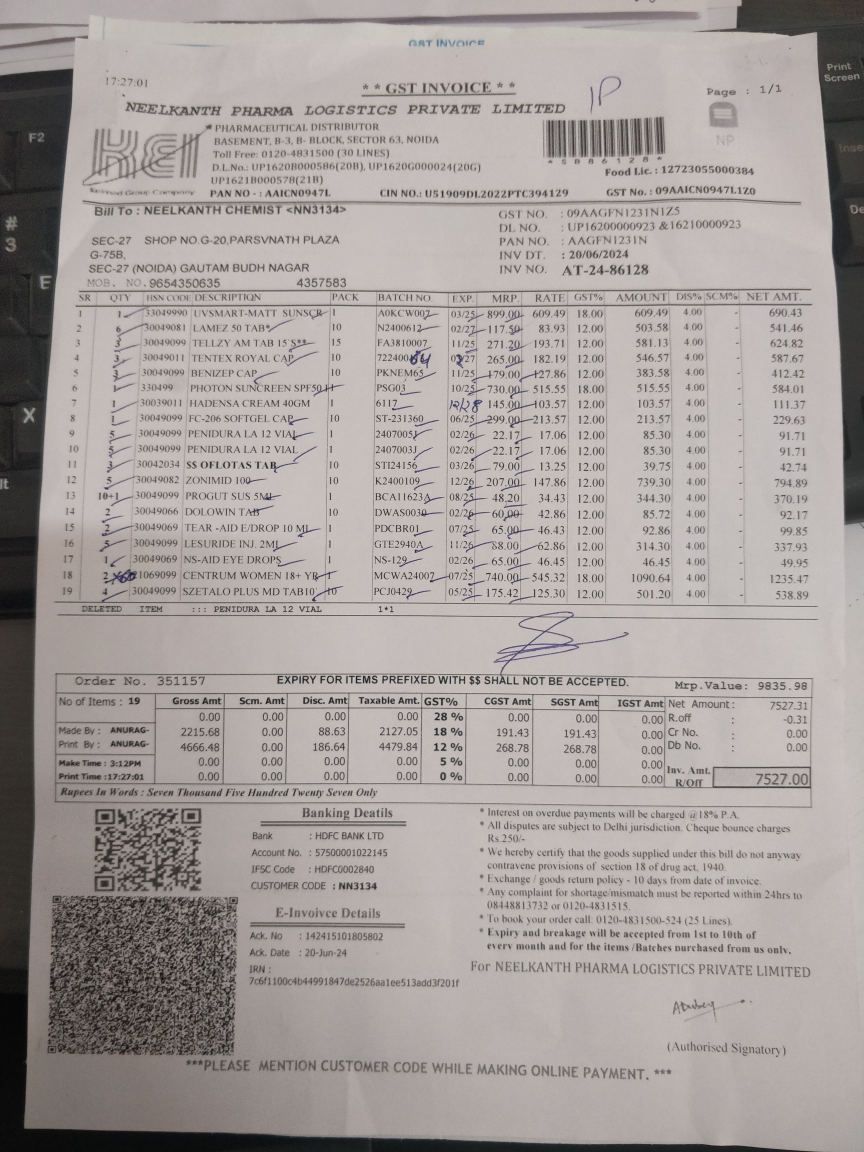 GST INVOICE
17:27:01
* * GST INVOICE * *
IP
Page : 1/1
NEELKANTH PHARMA LOGISTICS PRIVATE LIMITED
NP
KEI
PHARMACEUTICAL DISTRIBUTOR
BASEMENT, B-3, B- BLOCK, SECTOR 63, NOIDA
Toll Free: 0120-4831500 (30 LINES)
D.L.No.: UP1620B000586(20B), UP1620G000024(20G)
UP1621B000578(21B)
Group Company
PAN NO - : AAICN0947L
CIN NO.: U51909DL2022PTC394129
* S B 8 6 1 2 8 *
Food Lic. : 12723055000384
GST No. : 09AAICN0947L1Z0
Bill To : NEELKANTH CHEMIST <NN3134>
SEC-27 SHOP NO.G-20,PARSVNATH PLAZA
G-75B,
SEC-27 (NOIDA) GAUTAM BUDH NAGAR
MOB. NO. 9654350635 4357583
GST NO. : 09AAGFN1231N1Z5
DL NO. : UP16200000923 &16210000923
PAN NO. : AAGFN1231N
INV DT. : 20/06/2024
INV NO. AT-24-86128
SR QTY HSN CODE DESCRIPTION PACK BATCH NO. EXP. MRP. RATE GST% AMOUNT DIS% SCM% NET AMT.
1 1 33049990 UVSMART-MATT SUNSCR 1 A0KCW007 03/25 899.00 609.49 18.00 609.49 4.00 - 690.43
2 6 30049081 LAMEZ 50 TAB* 10 N2400612 02/27 117.50 83.93 12.00 503.58 4.00 - 541.46
3 3 30049099 TELLZY AM TAB 15'S** 15 FA3810007 11/25 271.20 193.71 12.00 581.13 4.00 - 624.82
4 3 30049011 TENTEX ROYAL CAP 10 72240064 02/27 265.00 182.19 12.00 546.57 4.00 - 587.67
5 3 30049099 BENIZEP CAP 10 PKNEM65 11/25 179.00 127.86 12.00 383.58 4.00 - 412.42
6 1 330499 PHOTON SUNCREEN SPF50 1 PSG03 10/25 730.00 515.55 18.00 515.55 4.00 - 584.01
7 1 30039011 HADENSA CREAM 40GM 1 6117 12/28 145.00 103.57 12.00 103.57 4.00 - 111.37
8 1 30049099 FC-206 SOFTGEL CAP 10 ST-231360 06/25 299.00 213.57 12.00 213.57 4.00 - 229.63
9 5 30049099 PENIDURA LA 12 VIAL 1 2407005J 02/26 22.17 17.06 12.00 85.30 4.00 - 91.71
10 5 30049099 PENIDURA LA 12 VIAL 1 2407003J 02/26 22.17 17.06 12.00 85.30 4.00 - 91.71
11 3 30042034 $$ OFLOTAS TAB 10 STI24156 03/26 79.00 13.25 12.00 39.75 4.00 - 42.74
12 5 30049082 ZONIMID 100 10 K2400109 12/26 207.00 147.86 12.00 739.30 4.00 - 794.89
13 10+1 30049099 PROGUT SUS 5ML 1 BCA11623A 08/25 48.20 34.43 12.00 344.30 4.00 - 370.19
14 2 30049066 DOLOWIN TAB 10 DWAS0030 02/26 60.00 42.86 12.00 85.72 4.00 - 92.17
15 2 30049069 TEAR -AID E/DROP 10 ML 1 PDCBR01 07/25 65.00 46.43 12.00 92.86 4.00 - 99.85
16 5 30049099 LESURIDE INJ. 2ML 1 GTE2940A 11/26 88.00 62.86 12.00 314.30 4.00 - 337.93
17 1 30049069 NS-AID EYE DROPS 1 NS-129 02/26 65.00 46.45 12.00 46.45 4.00 - 49.95
18 2 21069099 CENTRUM WOMEN 18+ YR 1 MCWA24007 07/25 740.00 545.32 18.00 1090.64 4.00 - 1235.47
19 4 30049099 SZETALO PLUS MD TAB10 10 PCJ0429 05/25 175.42 125.30 12.00 501.20 4.00 - 538.89
DELETED ITEM ::: PENIDURA LA 12 VIAL 1*1
Order No. 351157 EXPIRY FOR ITEMS PREFIXED WITH $$ SHALL NOT BE ACCEPTED. Mrp.Value: 9835.98
No of Items : 19 Gross Amt Scm. Amt Disc. Amt Taxable Amt. GST% CGST Amt SGST Amt IGST Amt Net Amount : 7527.31
0.00 0.00 0.00 0.00 28 % 0.00 0.00 0.00 R.off : -0.31
Made By : ANURAG- 2215.68 0.00 88.63 2127.05 18 % 191.43 191.43 0.00 Cr No. : 0.00
Print By : ANURAG- 4666.48 0.00 186.64 4479.84 12 % 268.78 268.78 0.00 Db No. : 0.00
Make Time : 3:12PM 0.00 0.00 0.00 0.00 5 % 0.00 0.00 0.00
Print Time :17:27:01 0.00 0.00 0.00 0.00 0 % 0.00 0.00 0.00 Inv. Amt. R/Off 7527.00
Rupees In Words : Seven Thousand Five Hundred Twenty Seven Only
Banking Deatils
Bank : HDFC BANK LTD
Account No. : 57500001022145
IFSC Code : HDFC0002840
CUSTOMER CODE : NN3134
E-Invoivce Details
Ack. No : 142415101805802
Ack. Date : 20-Jun-24
IRN :
7c6f1100c4b44991847de2526aa1ee513add3f201f
* Interest on overdue payments will be charged @18% P.A.
* All disputes are subject to Delhi jurisdiction. Cheque bounce charges
Rs.250/-
* We hereby certify that the goods supplied under this bill do not anyway
contravene provisions of section 18 of drug act, 1940.
* Exchange / goods return policy - 10 days from date of invoice.
* Any complaint for shortage/mismatch must be reported within 24hrs to
08448813732 or 0120-4831515.
* To book your order call: 0120-4831500-524 (25 Lines).
* Expiry and breakage will be accepted from 1st to 10th of
every month and for the items /Batches purchased from us only.
For NEELKANTH PHARMA LOGISTICS PRIVATE LIMITED
(Authorised Signatory)
***PLEASE MENTION CUSTOMER CODE WHILE MAKING ONLINE PAYMENT. ***
Print
Screen
F2
#
3
E
X